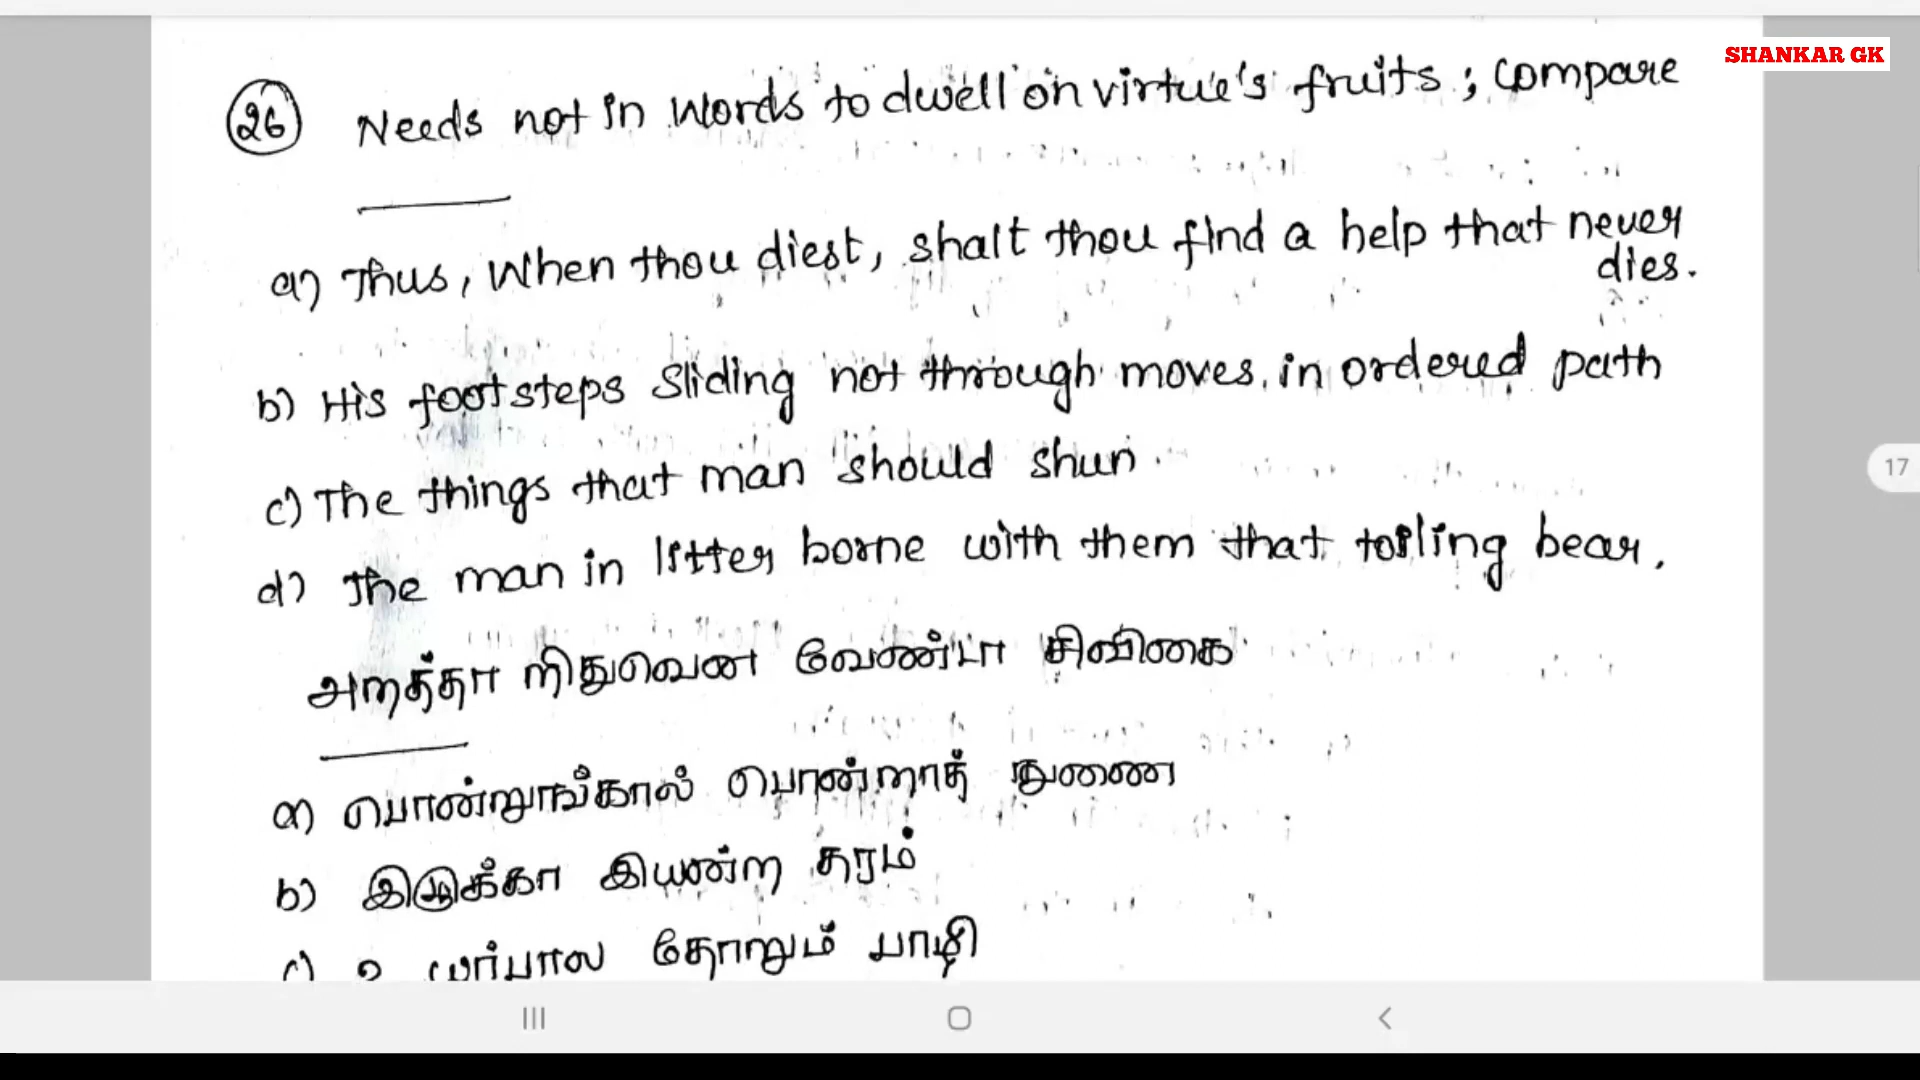 SHANKAR GK
26 Needs not in words to dwell on virtue's fruits; compare
a) Thus, when thou diest, shalt thou find a help that never
dies.
b) His footsteps sliding not through moves in ordered path
c) The things that man should shun.
17
d) The man in litter borne with them that toiling bear.
அறத்தா றிதுவென வேண்டா சிவிகை
a) பொன்றுங்கால் பொன்றாத் துணை
b) இடுக்கா இயன்ற தரம்
தோறும் பாழி